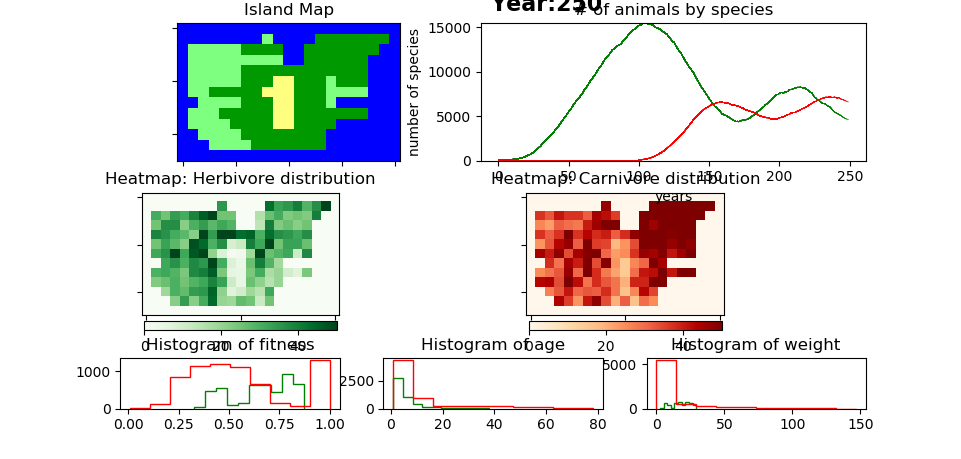 Year:250
Island Map
# of animals by species
number of species
15000
10000
5000
0
0 50 100 150 200 250
years
Heatmap: Herbivore distribution
Heatmap: Carnivore distribution
0 20 40
0 20 40
Histogram of fitness
Histogram of age
Histogram of weight
1000
0
0.00 0.25 0.50 0.75 1.00
2500
0
0 20 40 60 80
5000
0
0 50 100 150